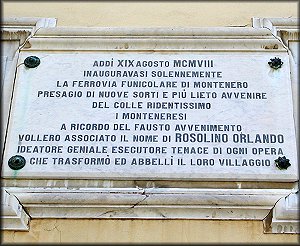 ADDÌ XIX AGOSTO MCMVIII
INAUGURAVASI SOLENNEMENTE
LA FERROVIA FUNICOLARE DI MONTENERO
PRESAGIO DI NUOVE SORTI E PIÙ LIETO AVVENIRE
DEL COLLE RIDENTISSIMO
I MONTENERESI
A RICORDO DEL FAUSTO AVVENIMENTO
VOLLERO ASSOCIATO IL NOME DI ROSOLINO ORLANDO
IDEATORE GENIALE ESECUTORE TENACE DI OGNI OPERA
CHE TRASFORMÒ ED ABBELLÌ IL LORO VILLAGGIO